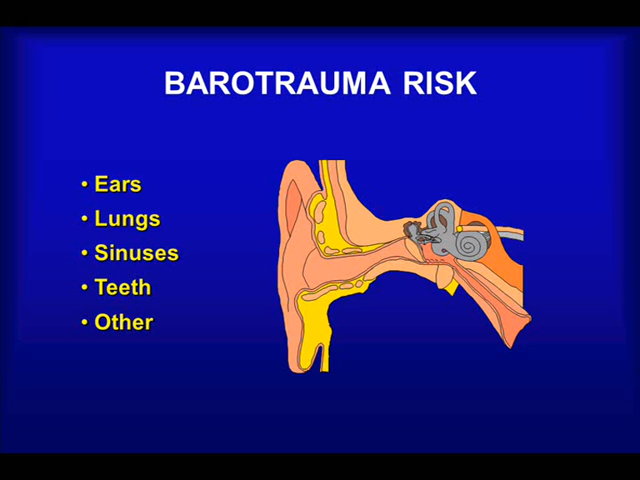 BAROTRAUMA RISK
• Ears
• Lungs
• Sinuses
• Teeth
• Other